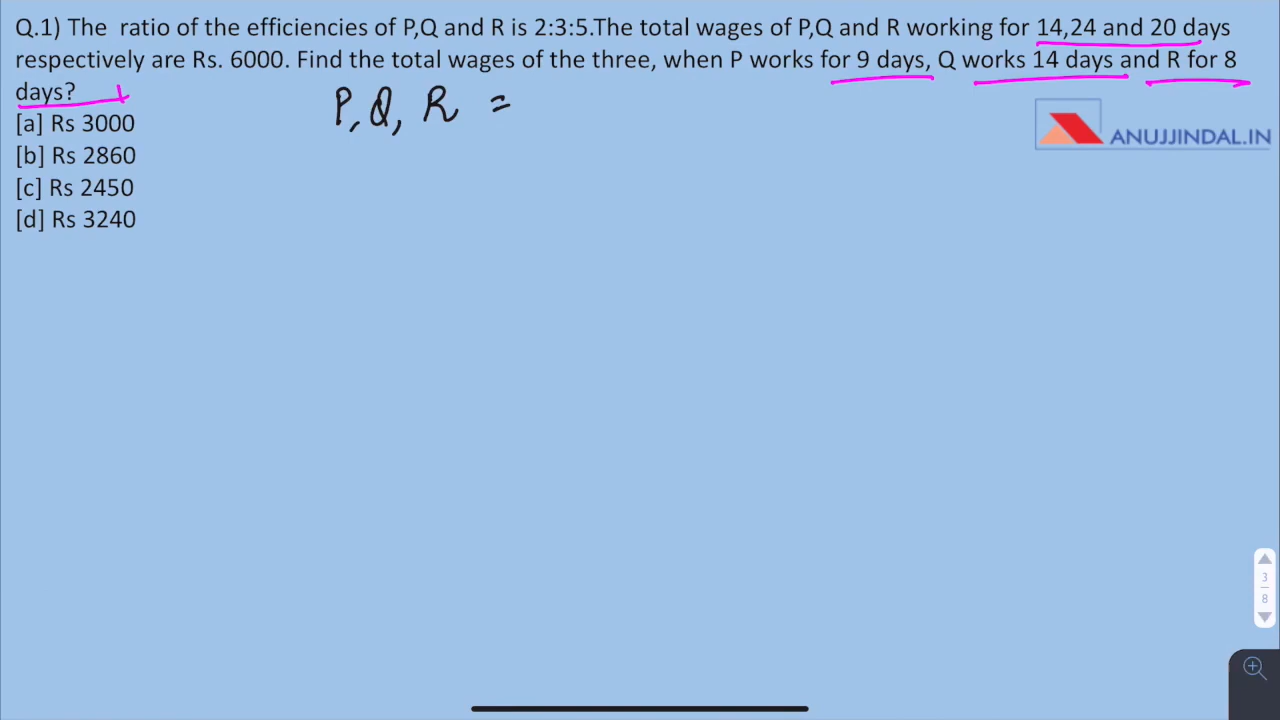 Q.1) The ratio of the efficiencies of P,Q and R is 2:3:5.The total wages of P,Q and R working for 14,24 and 20 days
respectively are Rs. 6000. Find the total wages of the three, when P works for 9 days, Q works 14 days and R for 8
days?
P, Q, R =
[a] Rs 3000
ANUJJINDAL.IN
[b] Rs 2860
[c] Rs 2450
[d] Rs 3240
3
8